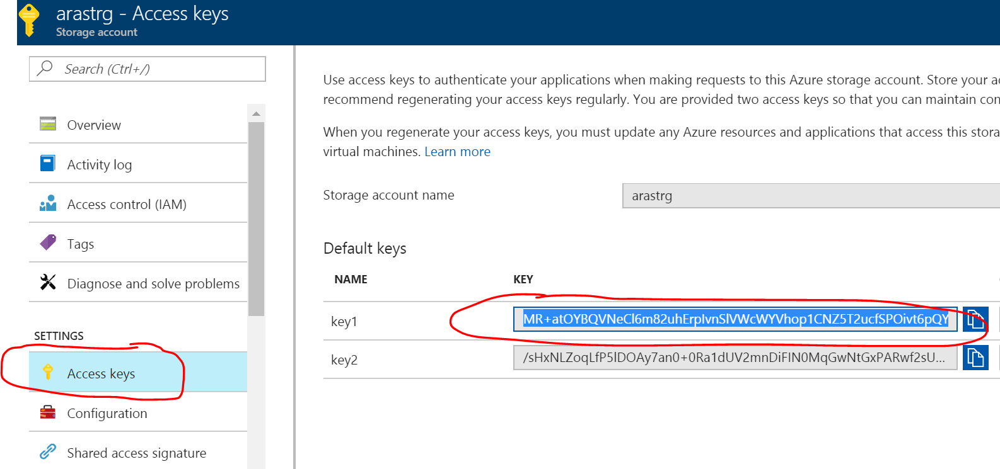 arastrg - Access keys
Storage account
Search (Ctrl+/)
Overview
Activity log
Access control (IAM)
Tags
Diagnose and solve problems
SETTINGS
Access keys
Configuration
Shared access signature
Use access keys to authenticate your applications when making requests to this Azure storage account. Store your
recommend regenerating your access keys regularly. You are provided two access keys so that you can maintain con
When you regenerate your access keys, you must update any Azure resources and applications that access this stora
virtual machines. Learn more
Storage account name arastrg
Default keys
NAME KEY
key1
key2